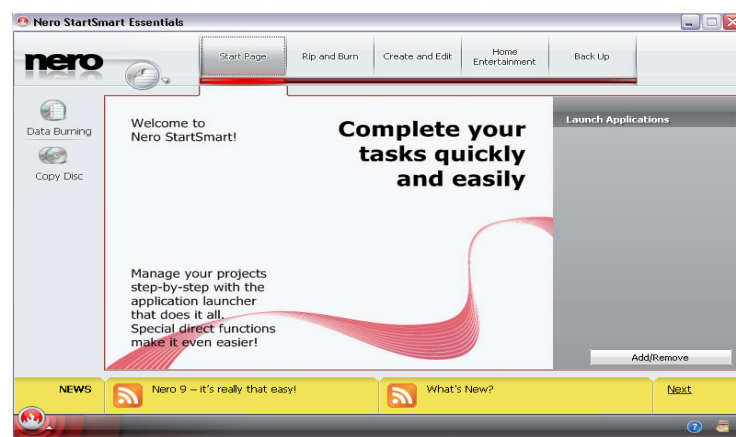 Nero StartSmart Essentials
nero
Start Page
Rip and Burn
Create and Edit
Home
Entertainment
Back Up
Data Burning
Copy Disc
Welcome to
Nero StartSmart!
Complete your
tasks quickly
and easily
Manage your projects
step-by-step with the
application launcher
that does it all.
Special direct functions
make it even easier!
Launch Applications
Add/Remove
NEWS
Nero 9 – it's really that easy!
What's New?
Next